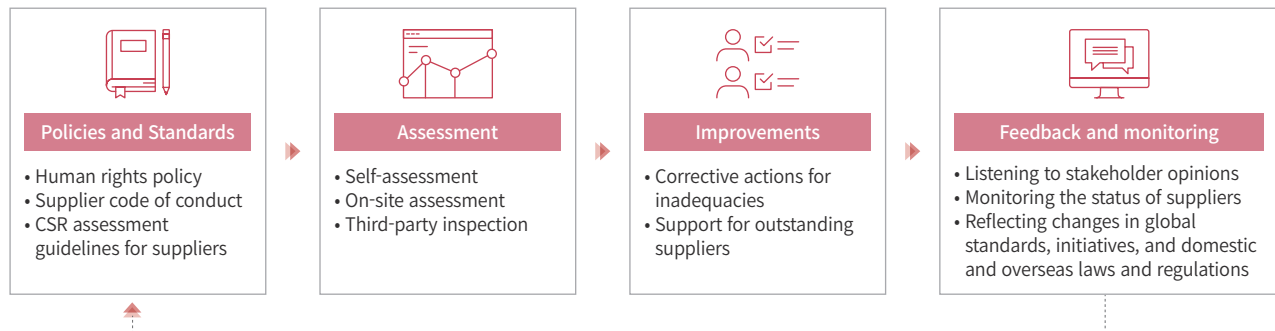 Policies and Standards
• Human rights policy
• Supplier code of conduct
• CSR assessment
guidelines for suppliers
Assessment
• Self-assessment
• On-site assessment
• Third-party inspection
Improvements
• Corrective actions for
inadequacies
• Support for outstanding
suppliers
Feedback and monitoring
• Listening to stakeholder opinions
• Monitoring the status of suppliers
• Reflecting changes in global
standards, initiatives, and domestic
and overseas laws and regulations